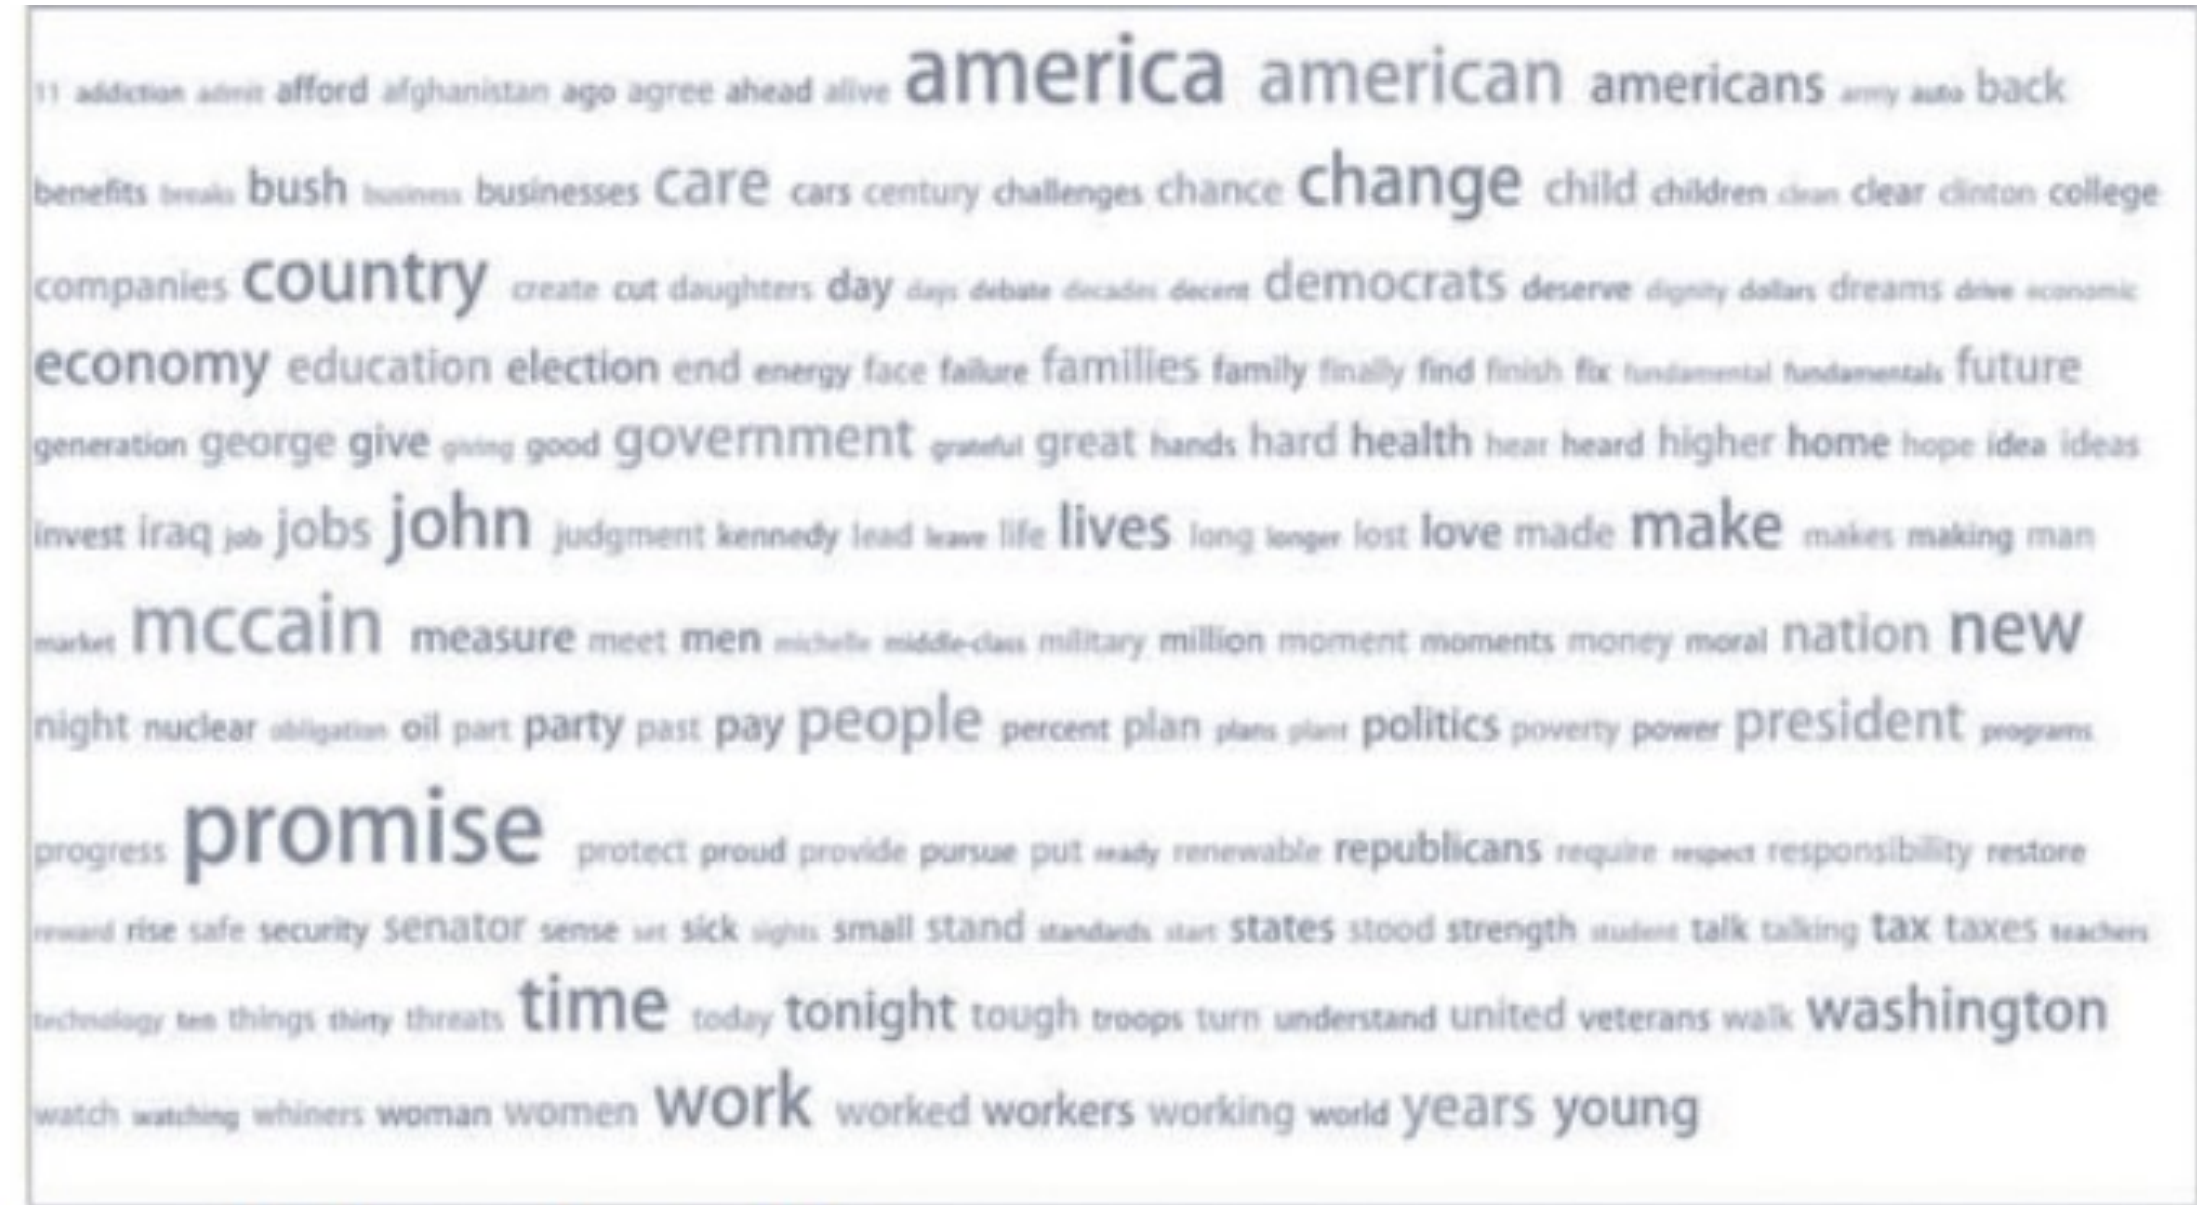 11 addiction admit afford afghanistan ago agree ahead alive america american americans army auto back
benefits breaks bush business businesses care cars century challenges chance change child children clean clear clinton college
companies country create cut daughters day days debate decades decent democrats deserve dignity dollars dreams drive economic
economy education election end energy face failure families family finally find finish fix fundamental fundamentals future
generation george give giving good government grateful great hands hard health hear heard higher home hope idea ideas
invest iraq job jobs john judgment kennedy lead leave life lives long longer lost love made make makes making man
market mccain measure meet men michelle middle-class military million moment moments money moral nation new
night nuclear obligation oil part party past pay people percent plan plans plant politics poverty power president programs
progress promise protect proud provide pursue put ready renewable republicans require respect responsibility restore
reward rise safe security senator sense set sick sights small stand standards start states stood strength student talk talking tax taxes teachers
technology ten things thirty threats time today tonight tough troops turn understand united veterans walk washington
watch watching whiners woman women work worked workers working world years young